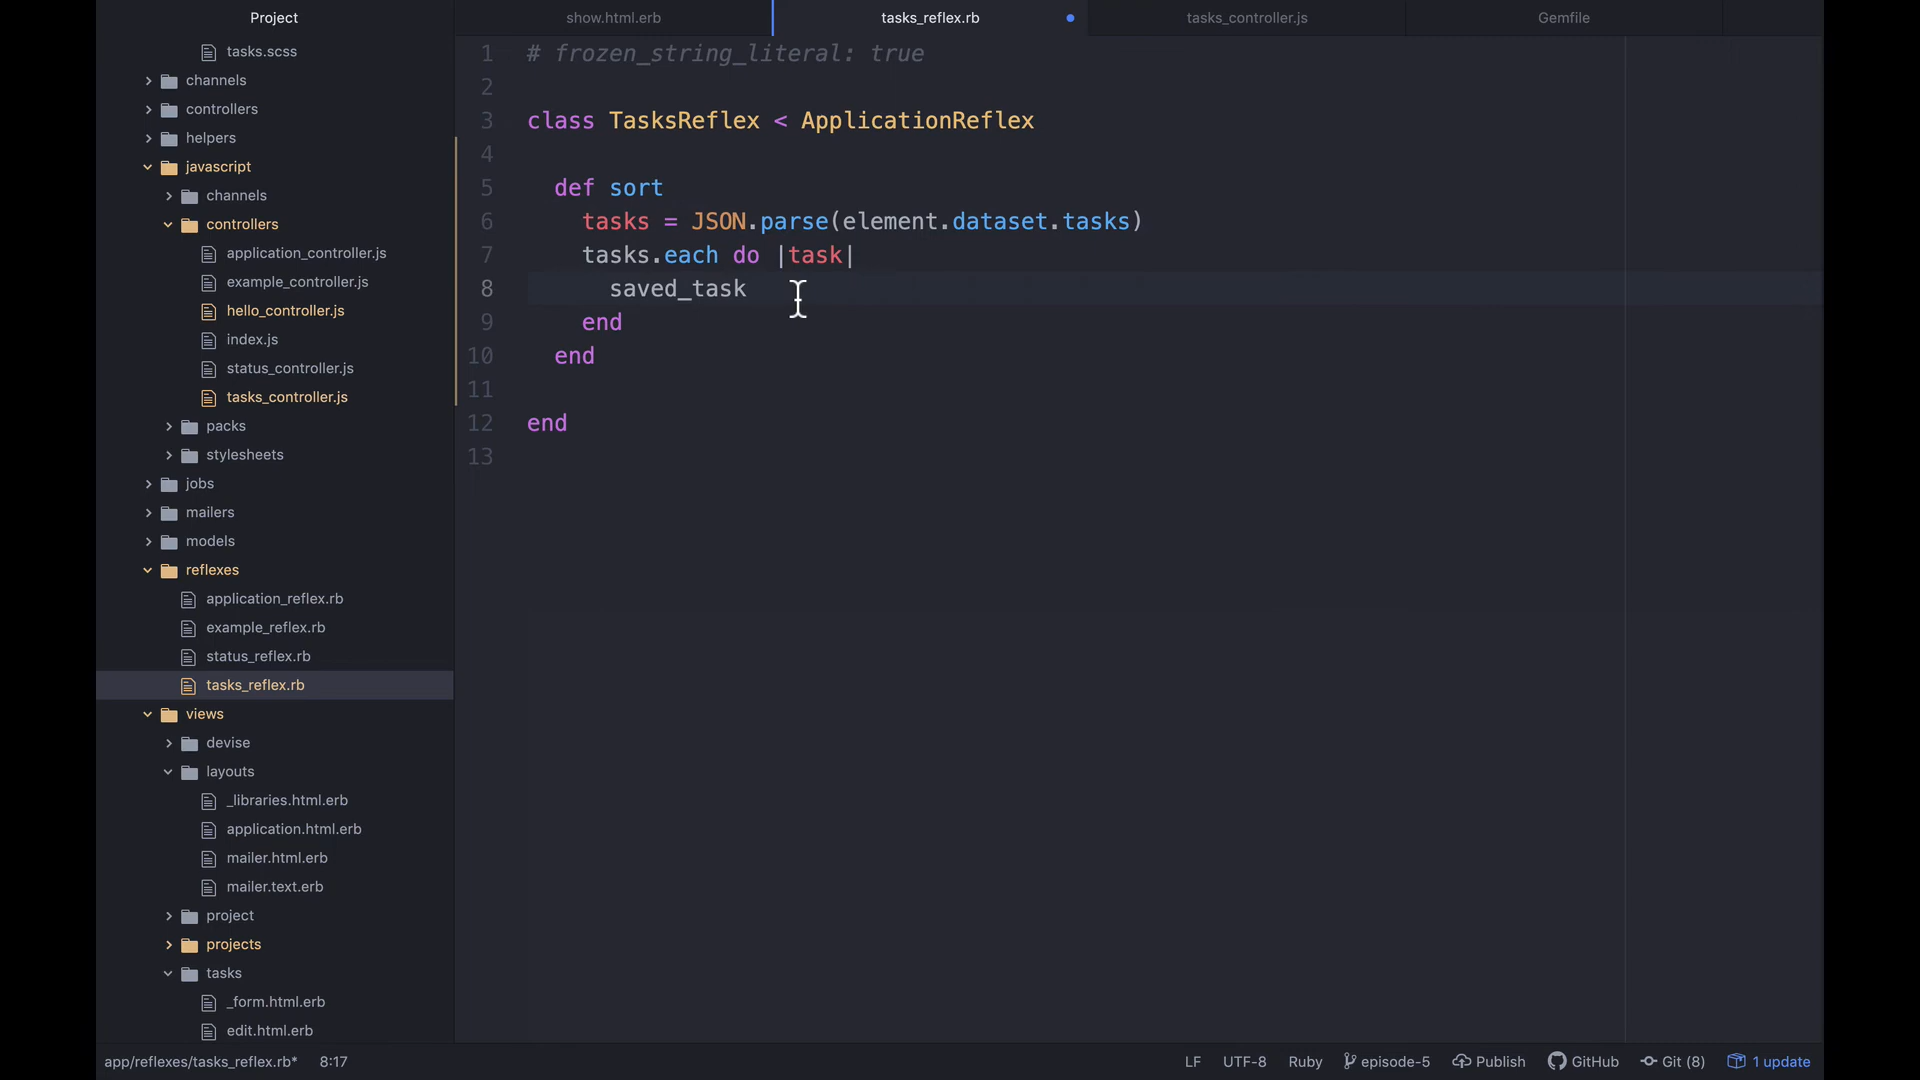 Project
show.html.erb
tasks_reflex.rb
tasks_controller.js
Gemfile
tasks.scss
channels
controllers
helpers
javascript
channels
controllers
application_controller.js
example_controller.js
hello_controller.js
index.js
status_controller.js
tasks_controller.js
packs
stylesheets
jobs
mailers
models
reflexes
application_reflex.rb
example_reflex.rb
status_reflex.rb
tasks_reflex.rb
views
devise
layouts
_libraries.html.erb
application.html.erb
mailer.html.erb
mailer.text.erb
project
projects
tasks
_form.html.erb
edit.html.erb
1 # frozen_string_literal: true
2
3 class TasksReflex < ApplicationReflex
4
5 def sort
6 tasks = JSON.parse(element.dataset.tasks)
7 tasks.each do |task|
8 saved_task
9 end
10 end
11
12 end
13
app/reflexes/tasks_reflex.rb* 8:17 LF UTF-8 Ruby episode-5 Publish GitHub Git (8) 1 update